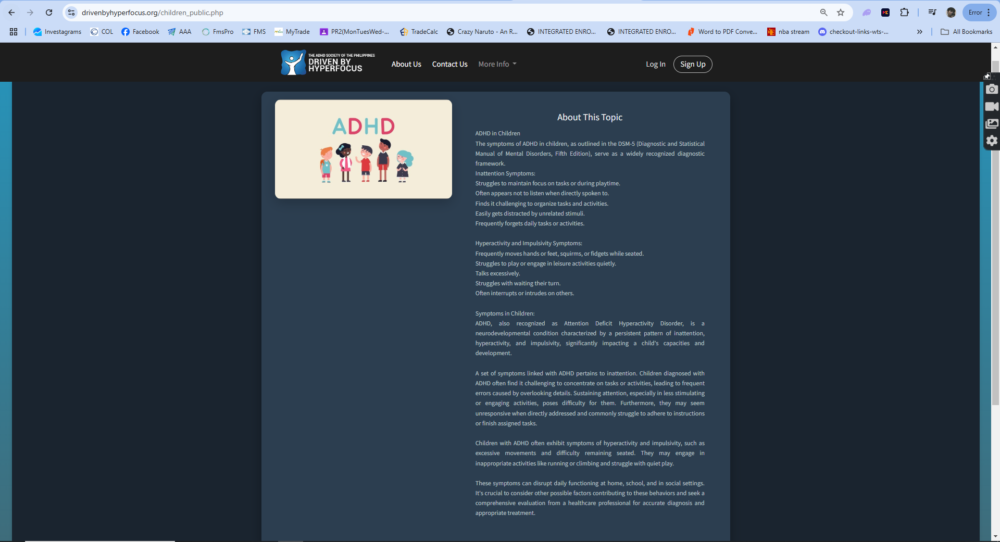 drivenbyhyperfocus.org/children_public.php
Error
Investagrams COL Facebook AAA FmsPro FMS MyTrade PR2(MonTuesWed-... TradeCalc Crazy Naruto - An R... INTEGRATED ENRO... INTEGRATED ENRO... Word to PDF Conve... nba stream checkout-links-wts-... » All Bookmarks
THE ADHD SOCIETY OF THE PHILIPPINES
DRIVEN BY
HYPERFOCUS
About Us Contact Us More Info Log In Sign Up
ADHD
About This Topic
ADHD in Children
The symptoms of ADHD in children, as outlined in the DSM-5 (Diagnostic and Statistical
Manual of Mental Disorders, Fifth Edition), serve as a widely recognized diagnostic
framework.
Inattention Symptoms:
Struggles to maintain focus on tasks or during playtime.
Often appears not to listen when directly spoken to.
Finds it challenging to organize tasks and activities.
Easily gets distracted by unrelated stimuli.
Frequently forgets daily tasks or activities.
Hyperactivity and Impulsivity Symptoms:
Frequently moves hands or feet, squirms, or fidgets while seated.
Struggles to play or engage in leisure activities quietly.
Talks excessively.
Struggles with waiting their turn.
Often interrupts or intrudes on others.
Symptoms in Children:
ADHD, also recognized as Attention Deficit Hyperactivity Disorder, is a
neurodevelopmental condition characterized by a persistent pattern of inattention,
hyperactivity, and impulsivity, significantly impacting a child's capacities and
development.
A set of symptoms linked with ADHD pertains to inattention. Children diagnosed with
ADHD often find it challenging to concentrate on tasks or activities, leading to frequent
errors caused by overlooking details. Sustaining attention, especially in less stimulating
or engaging activities, poses difficulty for them. Furthermore, they may seem
unresponsive when directly addressed and commonly struggle to adhere to instructions
or finish assigned tasks.
Children with ADHD often exhibit symptoms of hyperactivity and impulsivity, such as
excessive movements and difficulty remaining seated. They may engage in
inappropriate activities like running or climbing and struggle with quiet play.
These symptoms can disrupt daily functioning at home, school, and in social settings.
It's crucial to consider other possible factors contributing to these behaviors and seek a
comprehensive evaluation from a healthcare professional for accurate diagnosis and
appropriate treatment.